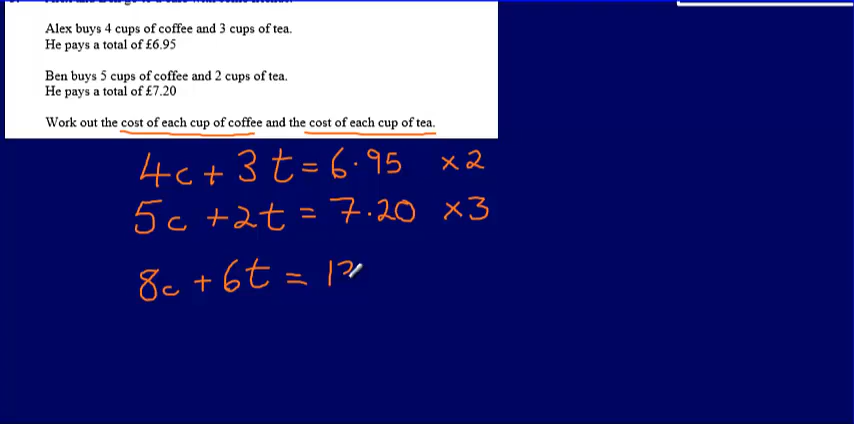 Alex buys 4 cups of coffee and 3 cups of tea.
He pays a total of £6.95
Ben buys 5 cups of coffee and 2 cups of tea.
He pays a total of £7.20
Work out the cost of each cup of coffee and the cost of each cup of tea.
4c + 3t = 6.95 ×2
5c + 2t = 7.20 ×3
8c + 6t = 1